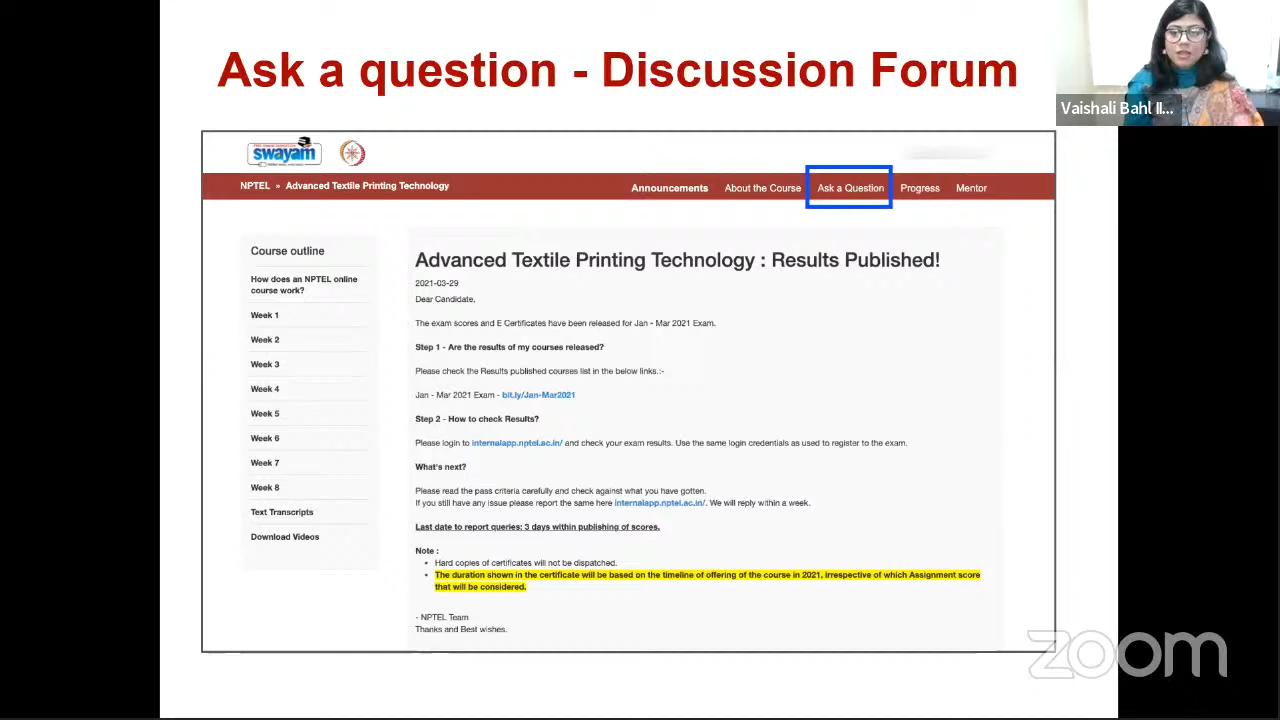 Ask a question - Discussion Forum
Vaishali Bahl II...
swayam
NPTEL » Advanced Textile Printing Technology
Announcements About the Course Ask a Question Progress Mentor
Course outline
How does an NPTEL online
course work?
Week 1
Week 2
Week 3
Week 4
Week 5
Week 6
Week 7
Week 8
Text Transcripts
Download Videos
Advanced Textile Printing Technology : Results Published!
2021-03-29
Dear Candidate,
The exam scores and E Certificates have been released for Jan - Mar 2021 Exam.
Step 1 - Are the results of my courses released?
Please check the Results published courses list in the below links.:-
Jan - Mar 2021 Exam - bit.ly/Jan-Mar2021
Step 2 - How to check Results?
Please login to internalapp.nptel.ac.in/ and check your exam results. Use the same login credentials as used to register to the exam.
What's next?
Please read the pass criteria carefully and check against what you have gotten.
If you still have any issue please report the same here internalapp.nptel.ac.in/. We will reply within a week.
Last date to report queries: 3 days within publishing of scores.
Note :
• Hard copies of certificates will not be dispatched.
• The duration shown in the certificate will be based on the timeline of offering of the course in 2021, irrespective of which Assignment score
that will be considered.
- NPTEL Team
Thanks and Best wishes.
zoom